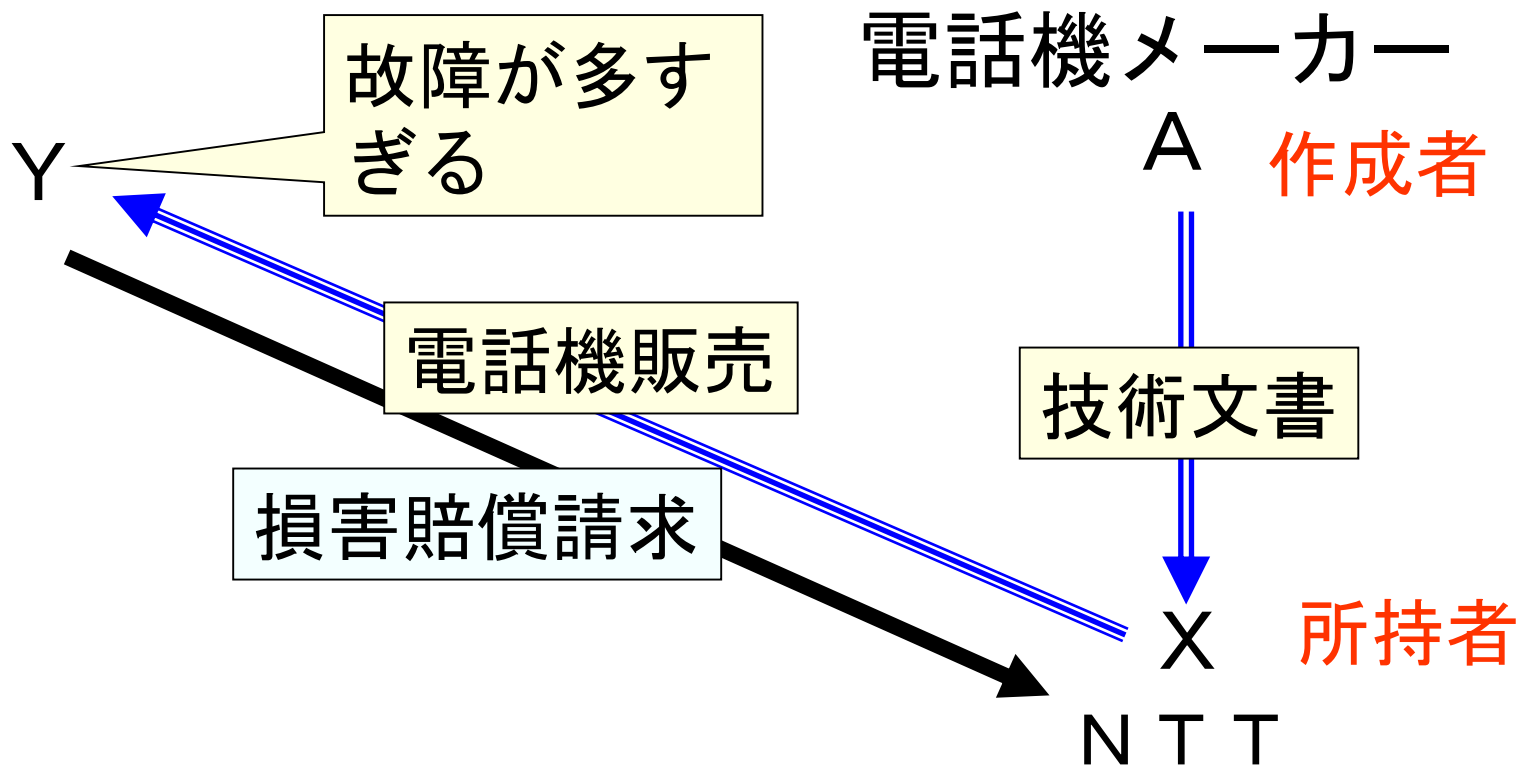 故障が多す
ぎる
Y
電話機メーカー
A
作成者
電話機販売
技術文書
損害賠償請求
X
所持者
ＮＴＴ